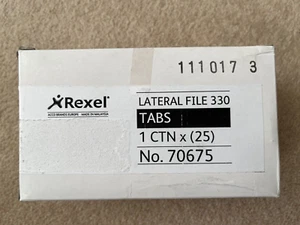 111017 3
Rexel
ACCO BRANDS EUROPE MADE IN MALAYSIA
LATERAL FILE 330
TABS
1 CTN x (25)
No. 70675